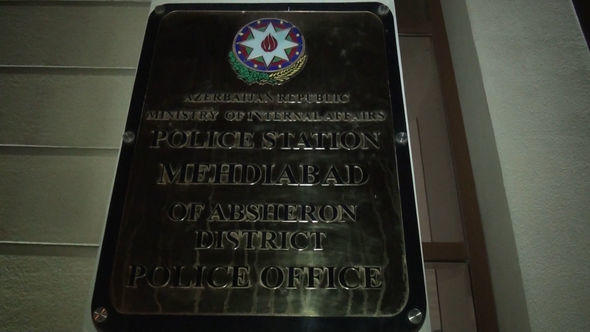 AZERBAIJAN REPUBLIC
MINISTRY OF INTERNAL AFFAIRS
POLICE STATION
MEHDIABAD
OF ABSHERON
DISTRICT
POLICE OFFICE